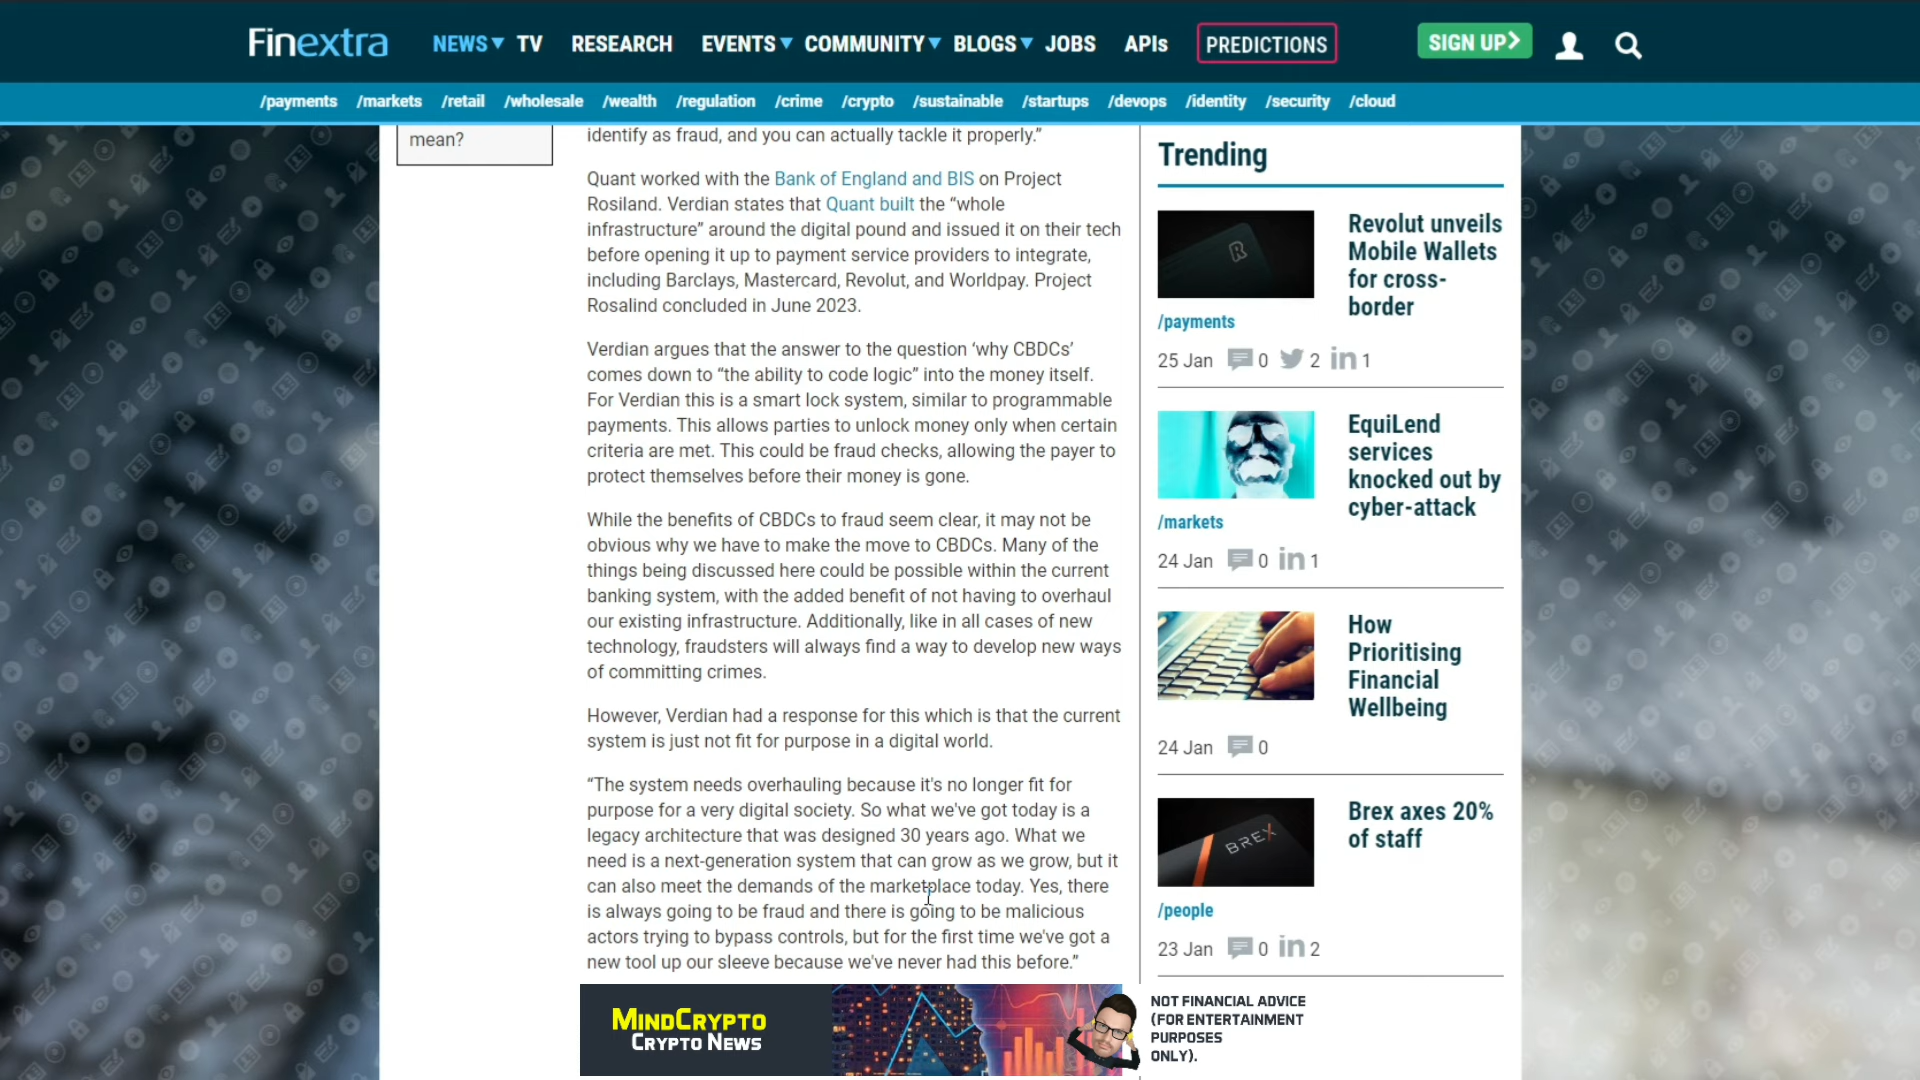 Finextra
NEWS TV RESEARCH EVENTS COMMUNITY BLOGS JOBS APIs PREDICTIONS SIGN UP
/payments /markets /retail /wholesale /wealth /regulation /crime /crypto /sustainable /startups /devops /identity /security /cloud
mean?
identify as fraud, and you can actually tackle it properly.”
Quant worked with the Bank of England and BIS on Project
Rosiland. Verdian states that Quant built the “whole
infrastructure” around the digital pound and issued it on their tech
before opening it up to payment service providers to integrate,
including Barclays, Mastercard, Revolut, and Worldpay. Project
Rosalind concluded in June 2023.
Verdian argues that the answer to the question ‘why CBDCs’
comes down to “the ability to code logic” into the money itself.
For Verdian this is a smart lock system, similar to programmable
payments. This allows parties to unlock money only when certain
criteria are met. This could be fraud checks, allowing the payer to
protect themselves before their money is gone.
While the benefits of CBDCs to fraud seem clear, it may not be
obvious why we have to make the move to CBDCs. Many of the
things being discussed here could be possible within the current
banking system, with the added benefit of not having to overhaul
our existing infrastructure. Additionally, like in all cases of new
technology, fraudsters will always find a way to develop new ways
of committing crimes.
However, Verdian had a response for this which is that the current
system is just not fit for purpose in a digital world.
“The system needs overhauling because it's no longer fit for
purpose for a very digital society. So what we've got today is a
legacy architecture that was designed 30 years ago. What we
need is a next-generation system that can grow as we grow, but it
can also meet the demands of the marketplace today. Yes, there
is always going to be fraud and there is going to be malicious
actors trying to bypass controls, but for the first time we've got a
new tool up our sleeve because we've never had this before.”
Trending
Revolut unveils
Mobile Wallets
for cross-
border
R
/payments
25 Jan 0 2 in 1
EquiLend
services
knocked out by
cyber-attack
/markets
24 Jan 0 in 1
How
Prioritising
Financial
Wellbeing
24 Jan 0
Brex axes 20%
of staff
BREX
/people
23 Jan 0 in 2
MINDCRYPTO
CRYPTO NEWS
NOT FINANCIAL ADVICE
(FOR ENTERTAINMENT
PURPOSES
ONLY).